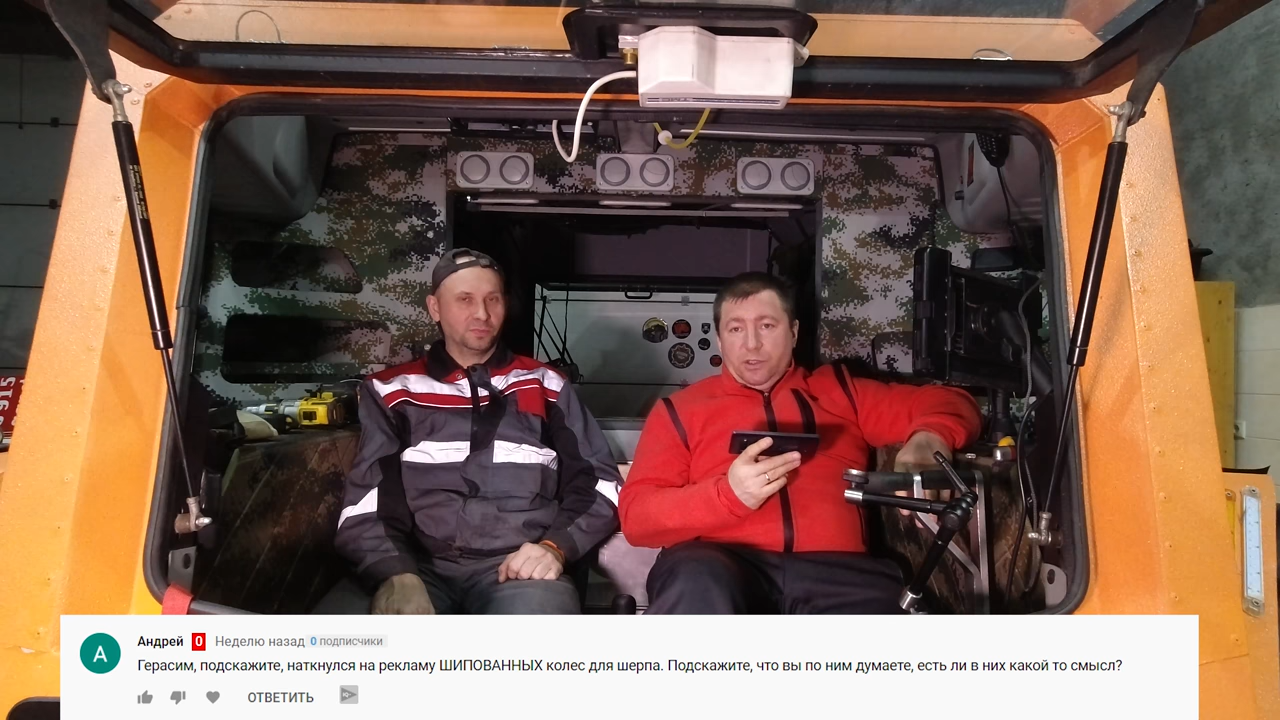 915
Андрей 0 Неделю назад 0 подписчики
Герасим, подскажите, наткнулся на рекламу ШИПОВАННЫХ колес для шерпа. Подскажите, что вы по ним думаете, есть ли в них какой то смысл?
ОТВЕТИТЬ